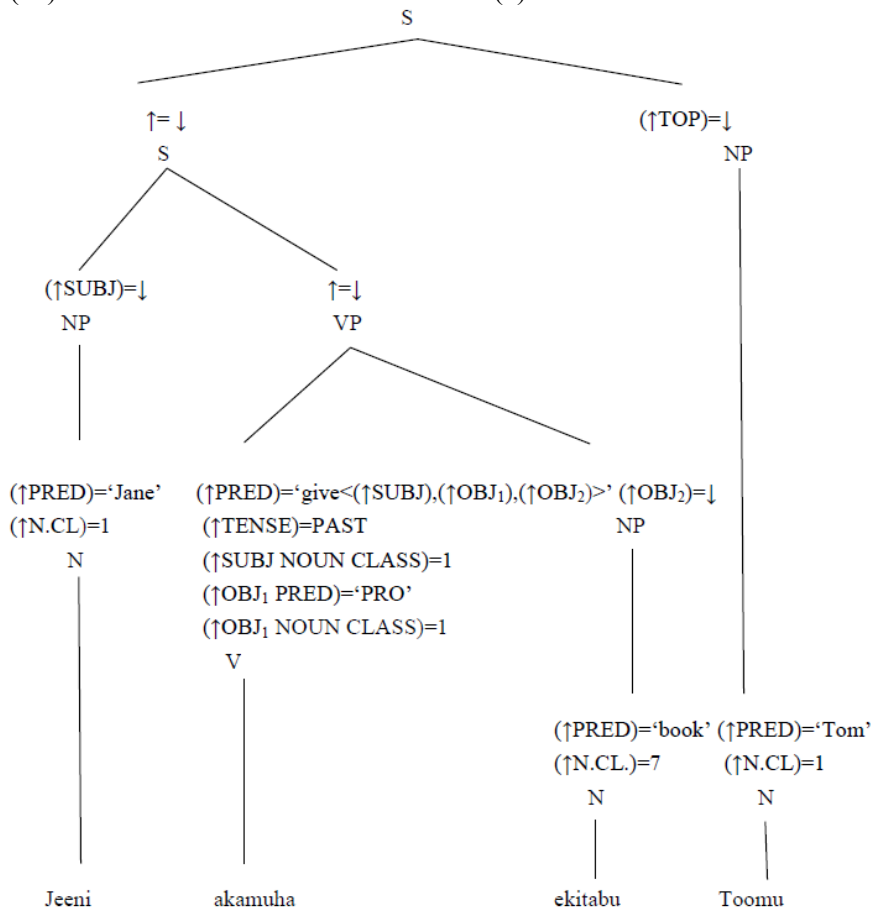 S
↑= ↓ (↑TOP)=↓
S NP
(↑SUBJ)=↓ ↑=↓
NP VP
(↑PRED)=‘Jane’ (↑PRED)=‘give<(↑SUBJ),(↑OBJ₁),(↑OBJ₂)>’ (↑OBJ₂)=↓
(↑N.CL)=1 (↑TENSE)=PAST NP
N (↑SUBJ NOUN CLASS)=1
(↑OBJ₁ PRED)=‘PRO’
(↑OBJ₁ NOUN CLASS)=1
V
(↑PRED)=‘book’ (↑PRED)=‘Tom’
(↑N.CL.)=7 (↑N.CL)=1
N N
Jeeni akamuha ekitabu Toomu